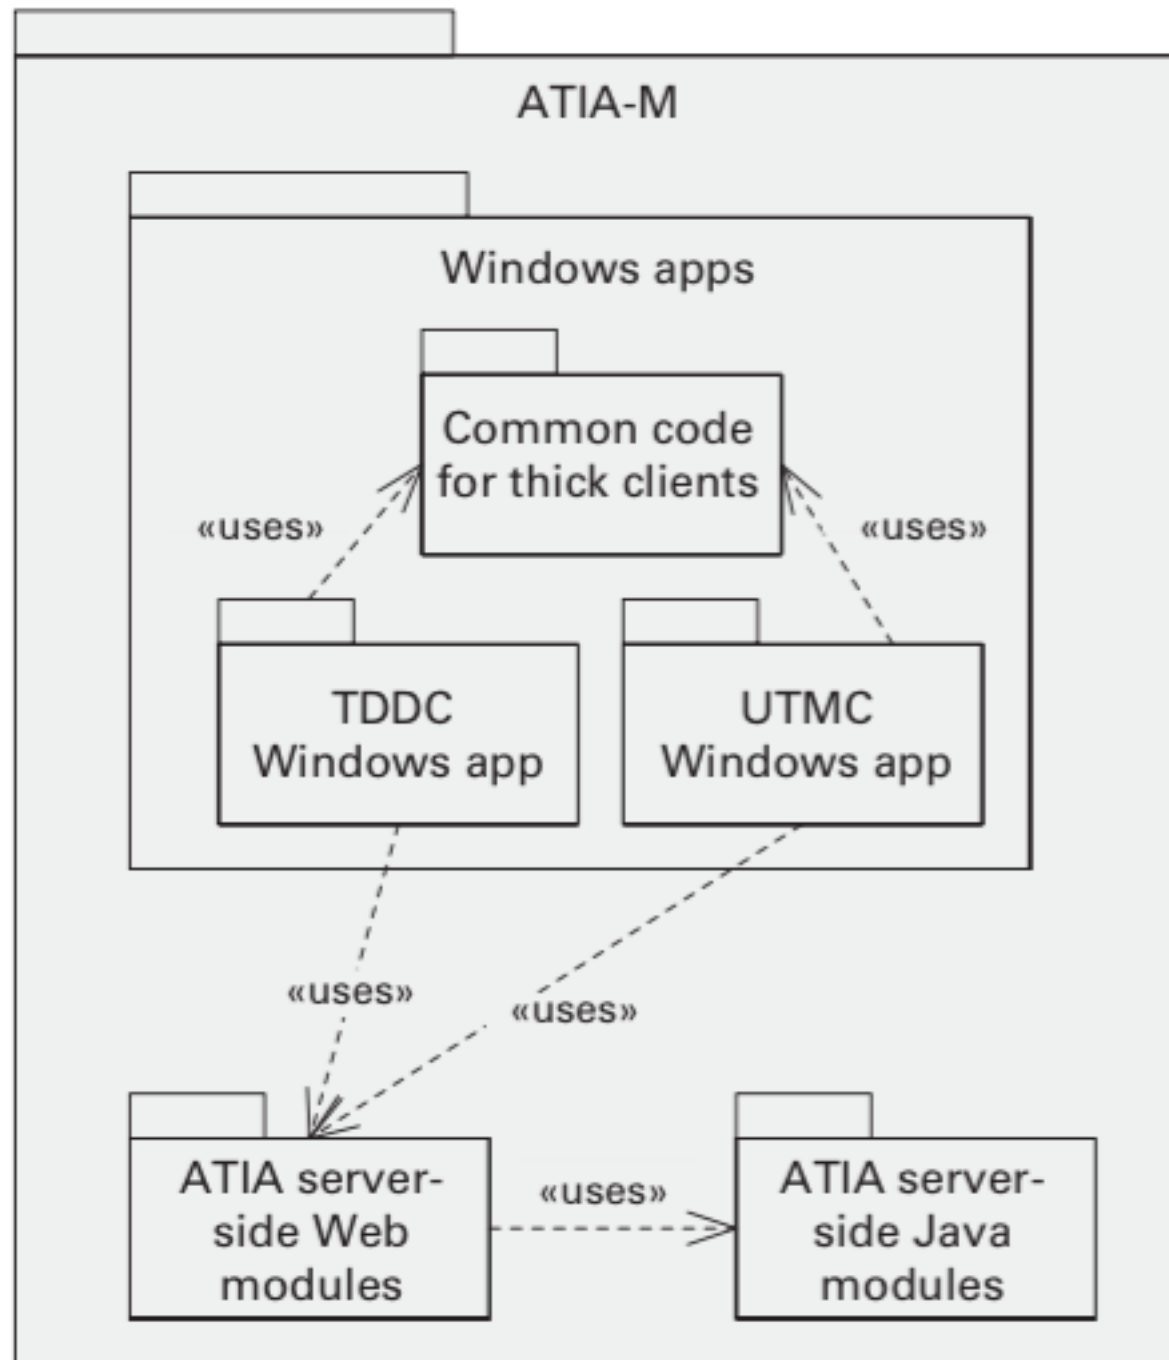 ATIA-M
Windows apps
Common code
for thick clients
«uses»
«uses»
TDDC
Windows app
UTMC
Windows app
«uses»
«uses»
ATIA server-
side Web
modules
«uses»
ATIA server-
side Java
modules